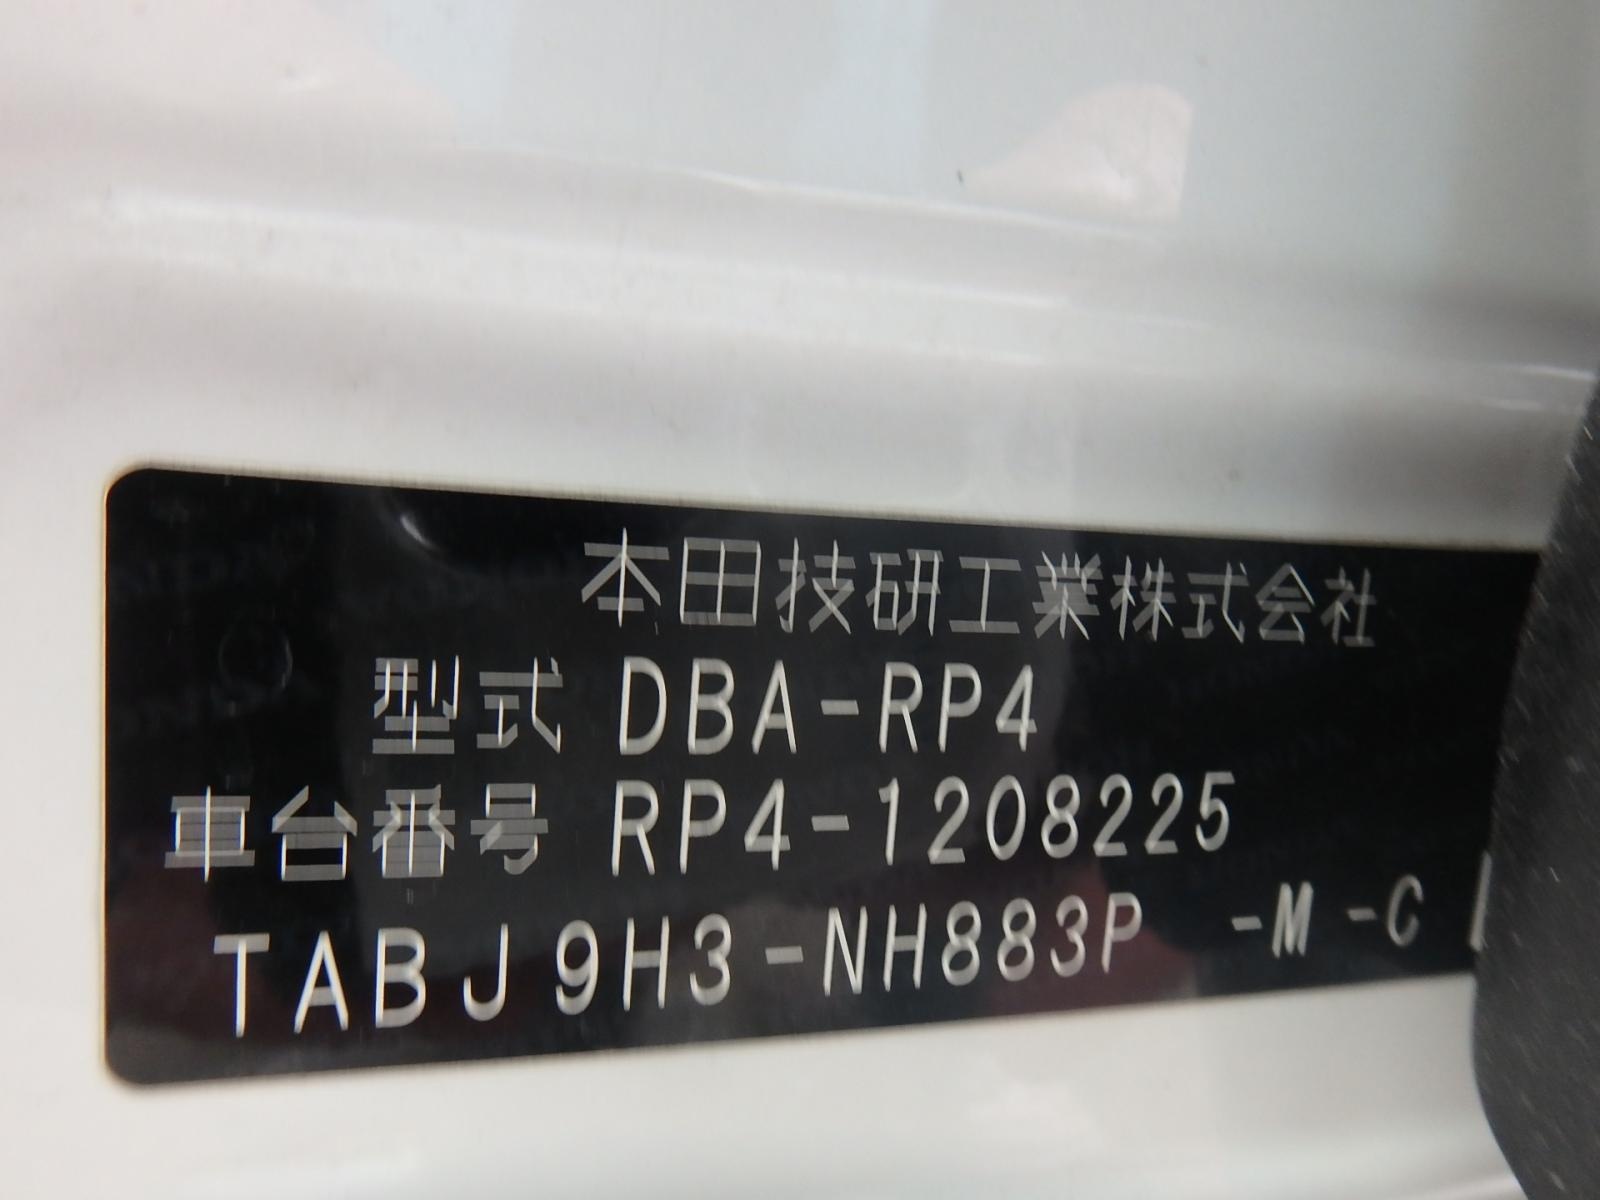 本田技研工業株式会社
型式 DBA-RP4
車台番号 RP4-1208225
TABJ9H3-NH883P -M -C